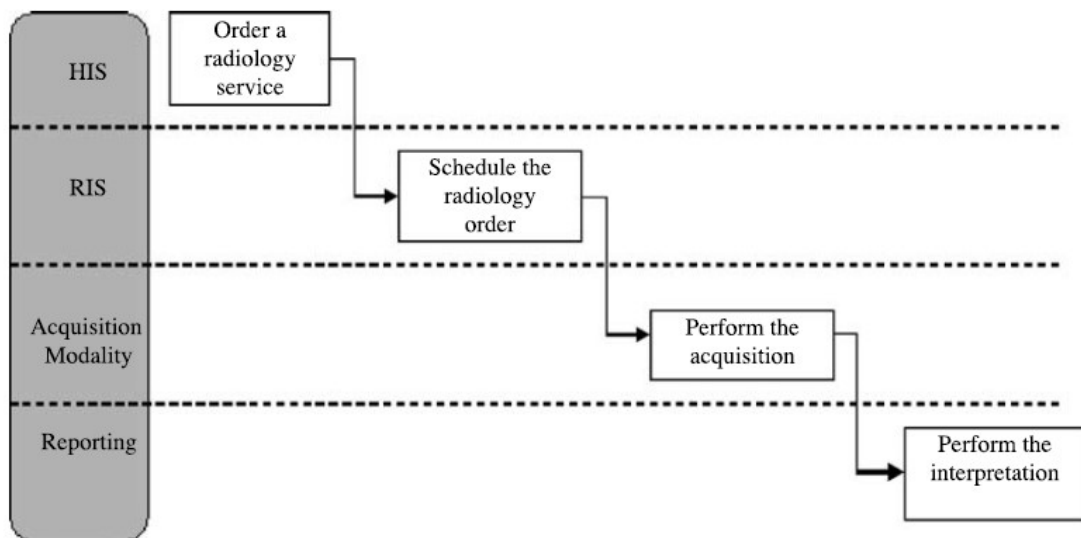 HIS
Order a
radiology
service
RIS
Schedule the
radiology
order
Acquisition
Modality
Perform the
acquisition
Reporting
Perform the
interpretation